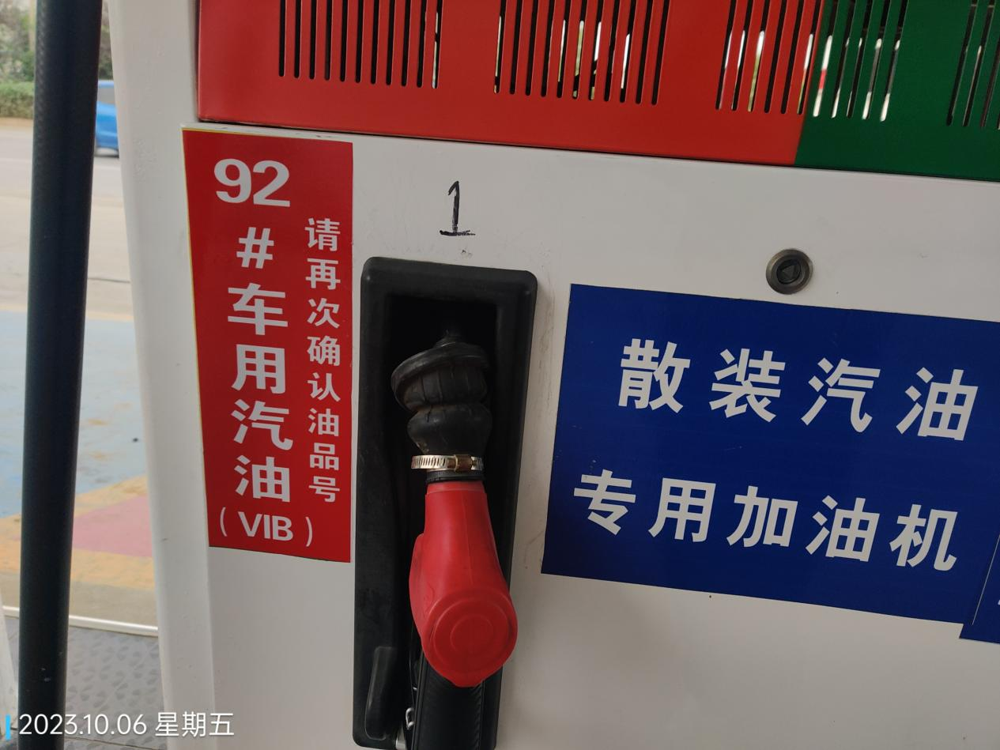 92
#车用汽油
(VIB)
请再次确认油品号
1
散装汽油
专用加油机
2023.10.06 星期五